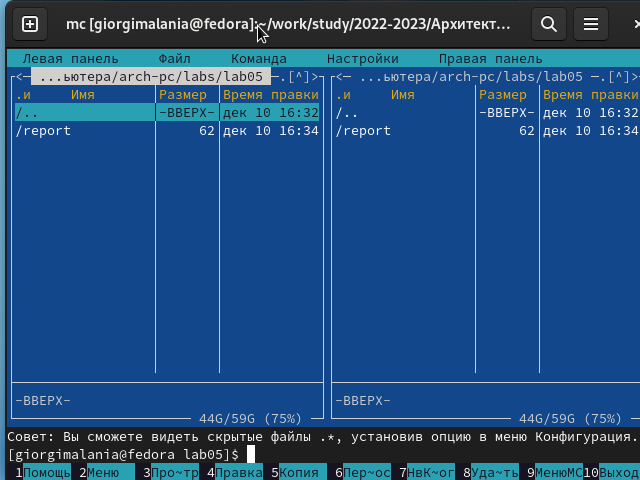 mc [giorgimalania@fedora]:~/work/study/2022-2023/Архитект...
Левая панель Файл Команда Настройки Правая панель
<─ ...ьютера/arch-pc/labs/lab05 ─.[^]> <─ ...ьютера/arch-pc/labs/lab05 ─.[^]>
.и Имя Размер Время правки .и Имя Размер Время правки
/.. -ВВЕРХ- дек 10 16:32 /.. -ВВЕРХ- дек 10 16:32
/report 62 дек 10 16:34 /report 62 дек 10 16:34
-ВВЕРХ- -ВВЕРХ-
44G/59G (75%) 44G/59G (75%)
Совет: Вы сможете видеть скрытые файлы .*, установив опцию в меню Конфигурация.
[giorgimalania@fedora lab05]$
1Помощь 2Меню 3Про~тр 4Правка 5Копия 6Пер~ос 7НвК~ог 8Уда~ть 9МенюМС 10Выход